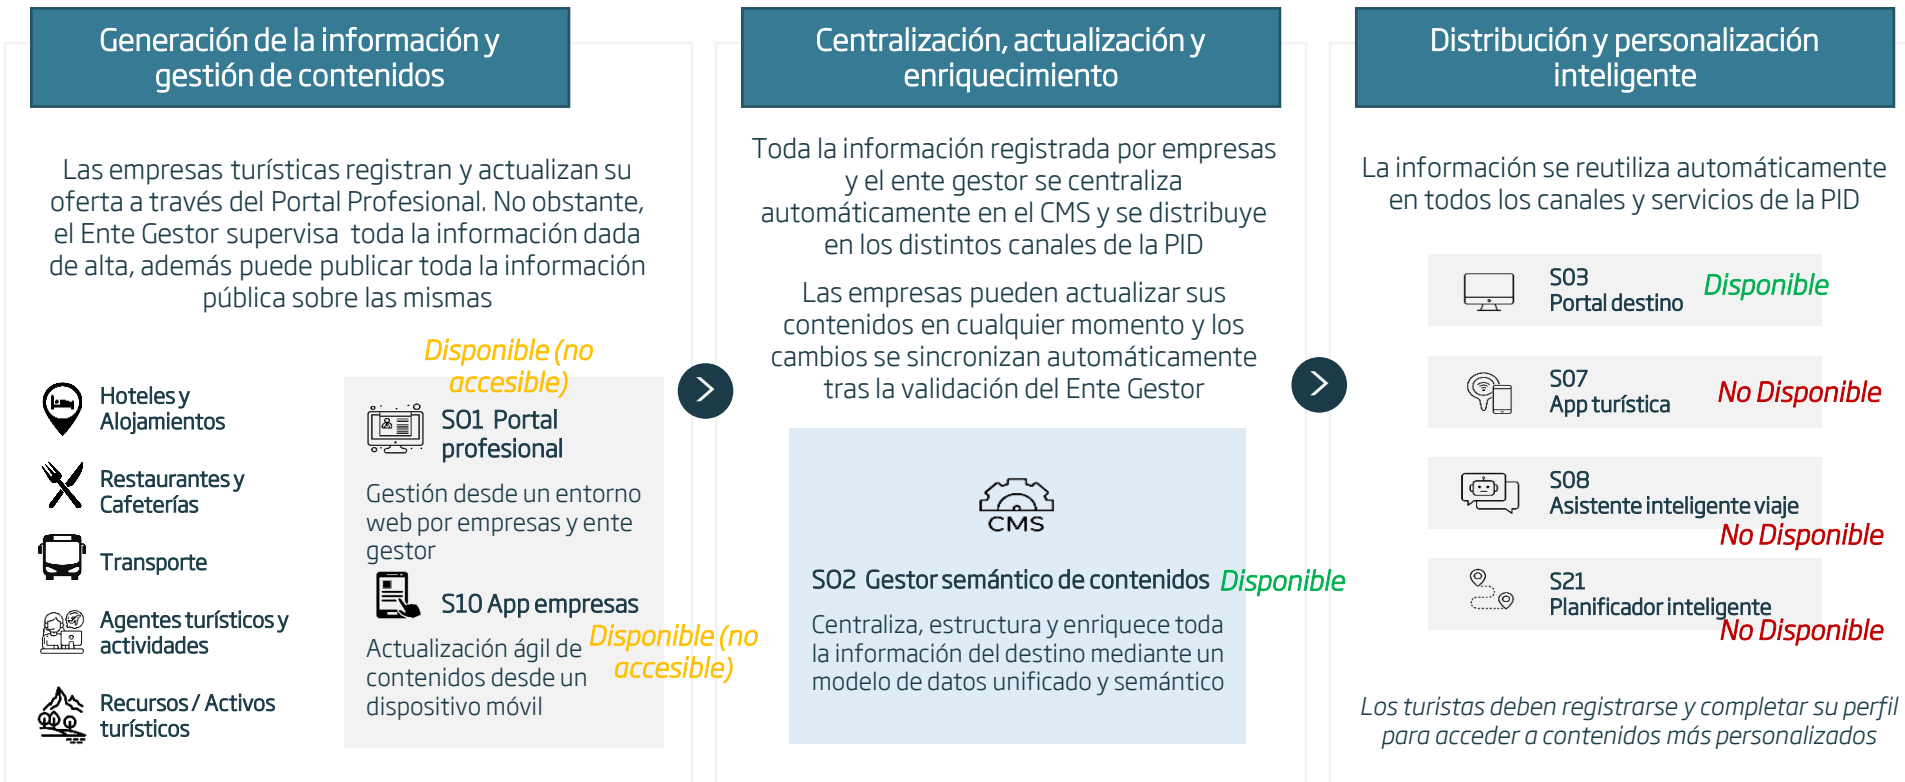 Generación de la información y
gestión de contenidos
Las empresas turísticas registran y actualizan su
oferta a través del Portal Profesional. No obstante,
el Ente Gestor supervisa toda la información dada
de alta, además puede publicar toda la información
pública sobre las mismas
Hoteles y
Alojamientos
Restaurantes y
Cafeterías
Transporte
Agentes turísticos y
actividades
Recursos / Activos
turísticos
Disponible (no
accesible)
S01 Portal
profesional
Gestión desde un entorno
web por empresas y ente
gestor
S10 App empresas
Disponible (no
accesible)
Actualización ágil de
contenidos desde un
dispositivo móvil
Centralización, actualización y
enriquecimiento
Toda la información registrada por empresas
y el ente gestor se centraliza
automáticamente en el CMS y se distribuye
en los distintos canales de la PID
Las empresas pueden actualizar sus
contenidos en cualquier momento y los
cambios se sincronizan automáticamente
tras la validación del Ente Gestor
CMS
S02 Gestor semántico de contenidos Disponible
Centraliza, estructura y enriquece toda
la información del destino mediante un
modelo de datos unificado y semántico
Distribución y personalización
inteligente
La información se reutiliza automáticamente
en todos los canales y servicios de la PID
S03
Portal destino
Disponible
S07
App turística
No Disponible
S08
Asistente inteligente viaje
No Disponible
S21
Planificador inteligente
No Disponible
Los turistas deben registrarse y completar su perfil
para acceder a contenidos más personalizados